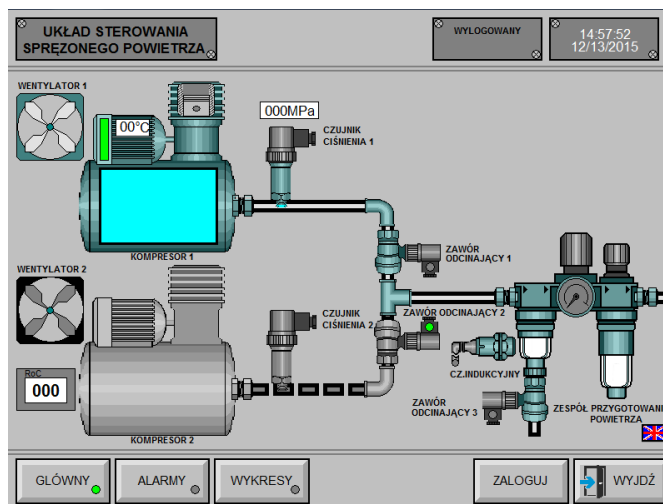 UKŁAD STEROWANIA
SPRĘZONEGO POWIETRZA
WYLOGOWANY
14:57:52
12/13/2015
WENTYLATOR 1
00°C
000MPa
CZUJNIK
CIŚNIENIA 1
KOMPRESOR 1
ZAWÓR
ODCINAJĄCY 1
WENTYLATOR 2
CZUJNIK
CIŚNIENIA 2
ZAWÓR ODCINAJĄCY 2
RoC
000
CZ.INDUKCYJNY
ZAWÓR
ODCINAJĄCY 3
ZESPÓŁ PRZYGOTOWANI
POWIETRZA
KOMPRESOR 2
GLÓWNY
ALARMY
WYKRESY
ZALOGUJ
WYJDŹ